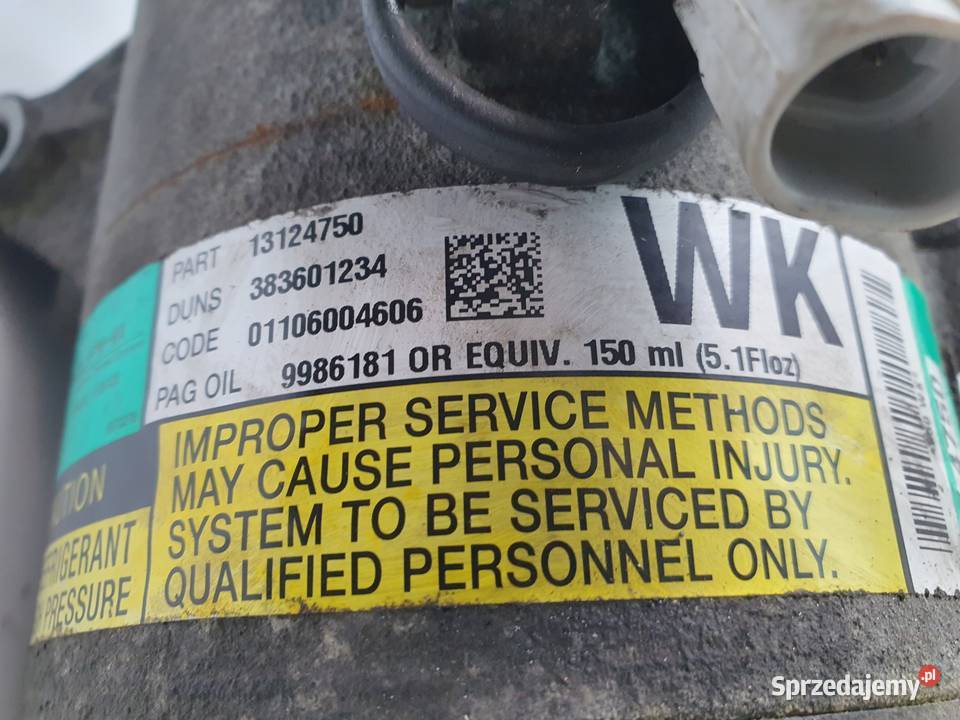 PART 13124750
DUNS 383601234
CODE 01106004606
PAG OIL 9986181 OR EQUIV. 150 ml (5.1Floz)
WK
IMPROPER SERVICE METHODS
MAY CAUSE PERSONAL INJURY.
SYSTEM TO BE SERVICED BY
QUALIFIED PERSONNEL ONLY.
PRESSURE
Sprzedajemy.pl